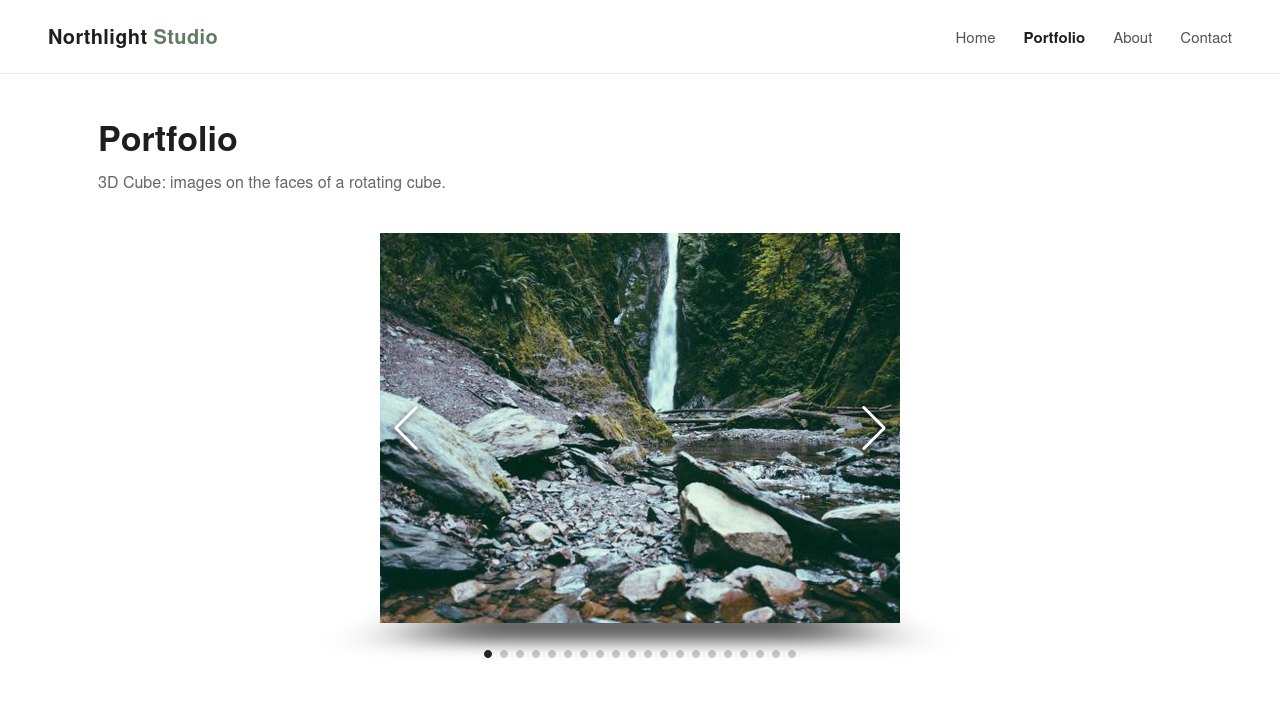 Northlight Studio
Home Portfolio About Contact
Portfolio
3D Cube: images on the faces of a rotating cube.